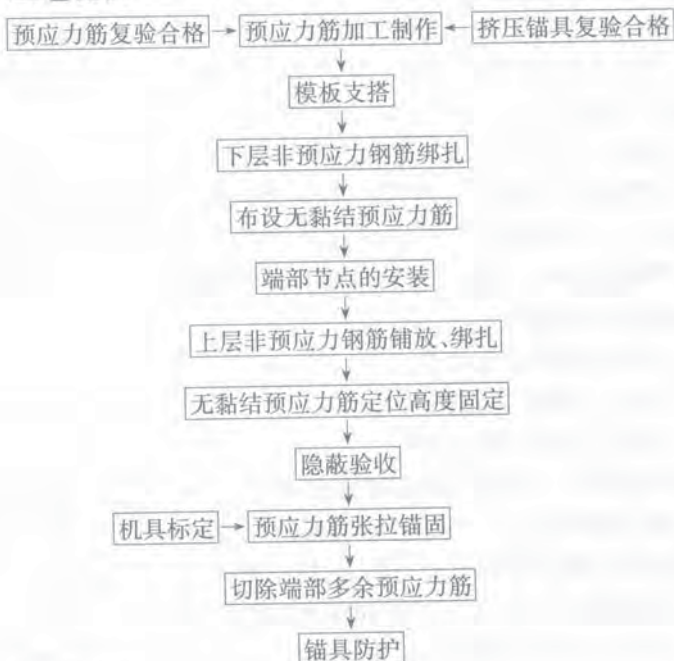 预应力筋复验合格 → 预应力筋加工制作 ← 挤压锚具复验合格
模板支搭
下层非预应力钢筋绑扎
布设无黏结预应力筋
端部节点的安装
上层非预应力钢筋铺放、绑扎
无黏结预应力筋定位高度固定
隐蔽验收
机具标定 → 预应力筋张拉锚固
切除端部多余预应力筋
锚具防护